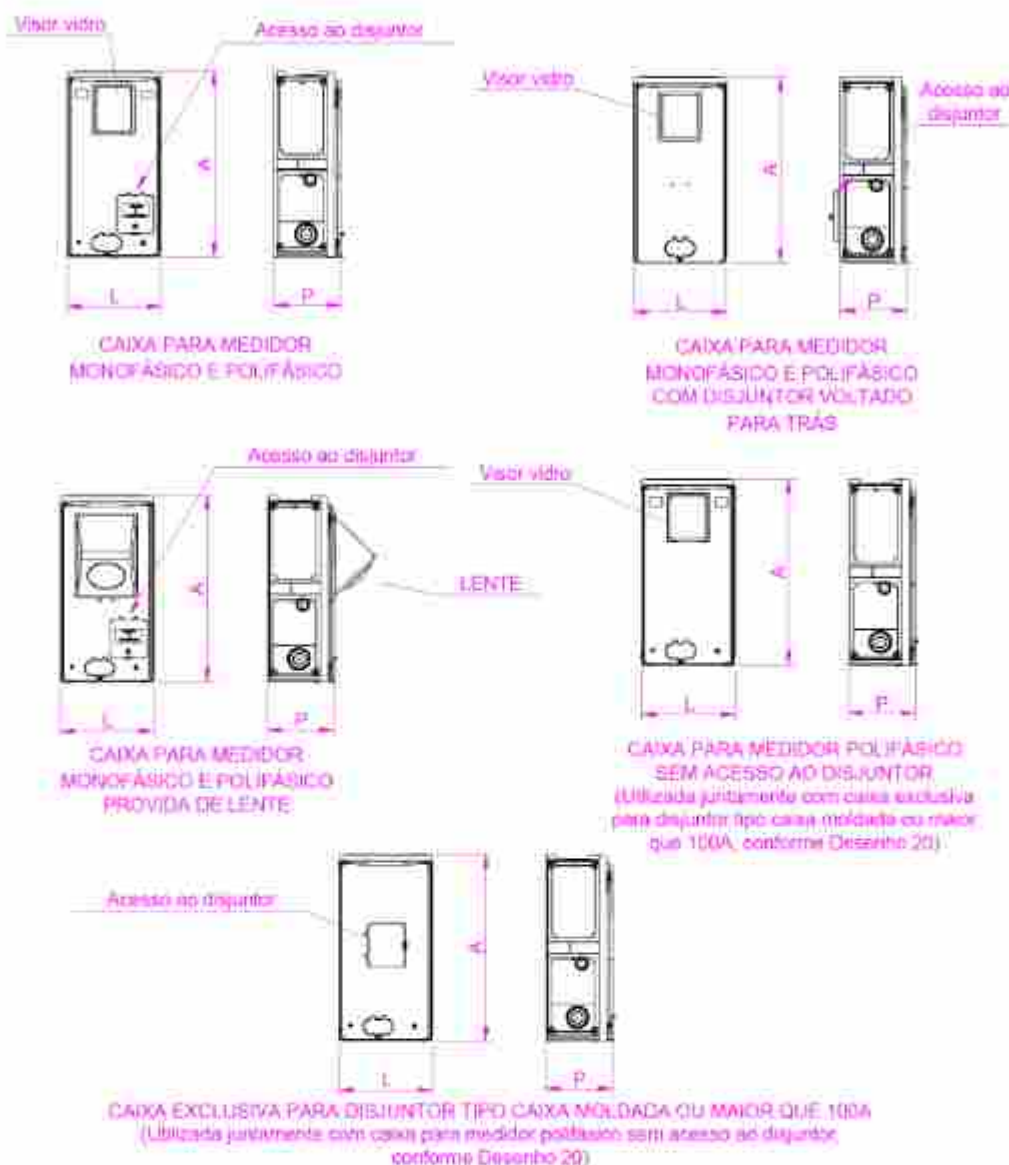 Visor vidro
Acesso ao disjuntor
A
L
P
CAIXA PARA MEDIDOR
MONOFÁSICO E POLIFÁSICO
Visor vidro
Acesso ao
disjuntor
A
L
P
CAIXA PARA MEDIDOR
MONOFÁSICO E POLIFÁSICO
COM DISJUNTOR VOLTADO
PARA TRÁS
Acesso ao disjuntor
A
LENTE
L
P
CAIXA PARA MEDIDOR
MONOFÁSICO E POLIFÁSICO
PROVIDA DE LENTE
Visor vidro
A
L
P
CAIXA PARA MEDIDOR POLIFÁSICO
SEM ACESSO AO DISJUNTOR
(Utilizada juntamente com caixa exclusiva
para disjuntor tipo caixa moldada ou maior
que 100A, conforme Desenho 20)
Acesso ao disjuntor
A
L
P
CAIXA EXCLUSIVA PARA DISJUNTOR TIPO CAIXA MOLDADA OU MAIOR QUE 100A
(Utilizada juntamente com caixa para medidor polifásico sem acesso ao disjuntor,
conforme Desenho 20)